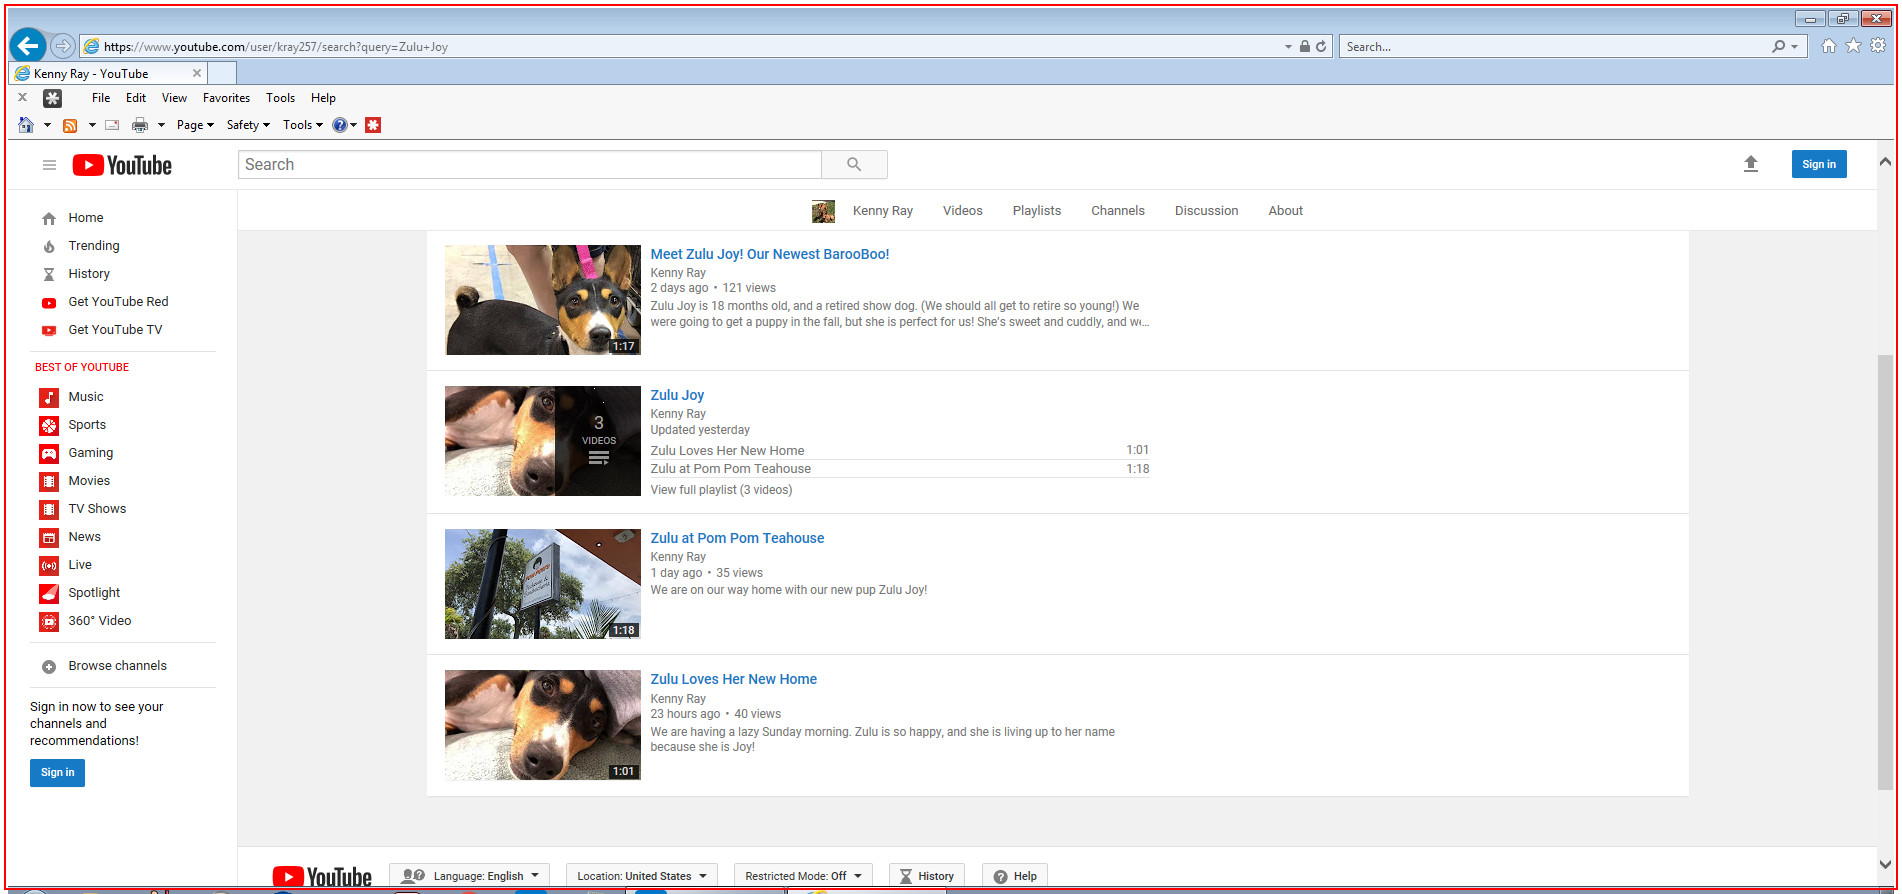 https://www.youtube.com/user/kray257/search?query=Zulu+Joy
Search...
Kenny Ray - YouTube
File Edit View Favorites Tools Help
Page Safety Tools
YouTube
Search
Sign in
Kenny Ray Videos Playlists Channels Discussion About
Home
Trending
History
Get YouTube Red
Get YouTube TV
BEST OF YOUTUBE
Music
Sports
Gaming
Movies
TV Shows
News
Live
Spotlight
360° Video
Browse channels
Sign in now to see your
channels and
recommendations!
Sign in
1:17
Meet Zulu Joy! Our Newest BarooBoo!
Kenny Ray
2 days ago • 121 views
Zulu Joy is 18 months old, and a retired show dog. (We should all get to retire so young!) We
were going to get a puppy in the fall, but she is perfect for us! She's sweet and cuddly, and we...
3
VIDEOS
Zulu Joy
Kenny Ray
Updated yesterday
Zulu Loves Her New Home 1:01
Zulu at Pom Pom Teahouse 1:18
View full playlist (3 videos)
1:18
Zulu at Pom Pom Teahouse
Kenny Ray
1 day ago • 35 views
We are on our way home with our new pup Zulu Joy!
1:01
Zulu Loves Her New Home
Kenny Ray
23 hours ago • 40 views
We are having a lazy Sunday morning. Zulu is so happy, and she is living up to her name
because she is Joy!
YouTube
Language: English
Location: United States
Restricted Mode: Off
History
Help